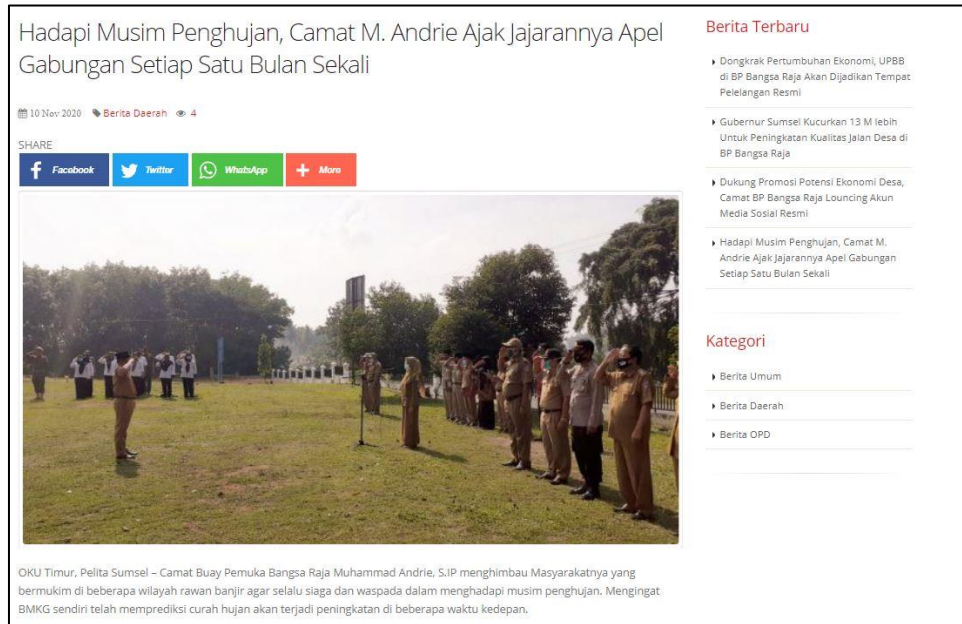 Hadapi Musim Penghujan, Camat M. Andrie Ajak Jajarannya Apel
Gabungan Setiap Satu Bulan Sekali
10 Nov 2020 Berita Daerah 4
SHARE
Facebook Twitter WhatsApp More
OKU Timur, Pelita Sumsel – Camat Buay Pemuka Bangsa Raja Muhammad Andrie, S.IP menghimbau Masyarakatnya yang
bermukim di beberapa wilayah rawan banjir agar selalu siaga dan waspada dalam menghadapi musim penghujan. Mengingat
BMKG sendiri telah memprediksi curah hujan akan terjadi peningkatan di beberapa waktu kedepan.
Berita Terbaru
Dongkrak Pertumbuhan Ekonomi, UPBB
di BP Bangsa Raja Akan Dijadikan Tempat
Pelelangan Resmi
Gubernur Sumsel Kucurkan 13 M lebih
Untuk Peningkatan Kualitas Jalan Desa di
BP Bangsa Raja
Dukung Promosi Potensi Ekonomi Desa,
Camat BP Bangsa Raja Louncing Akun
Media Sosial Resmi
Hadapi Musim Penghujan, Camat M.
Andrie Ajak Jajarannya Apel Gabungan
Setiap Satu Bulan Sekali
Kategori
Berita Umum
Berita Daerah
Berita OPD